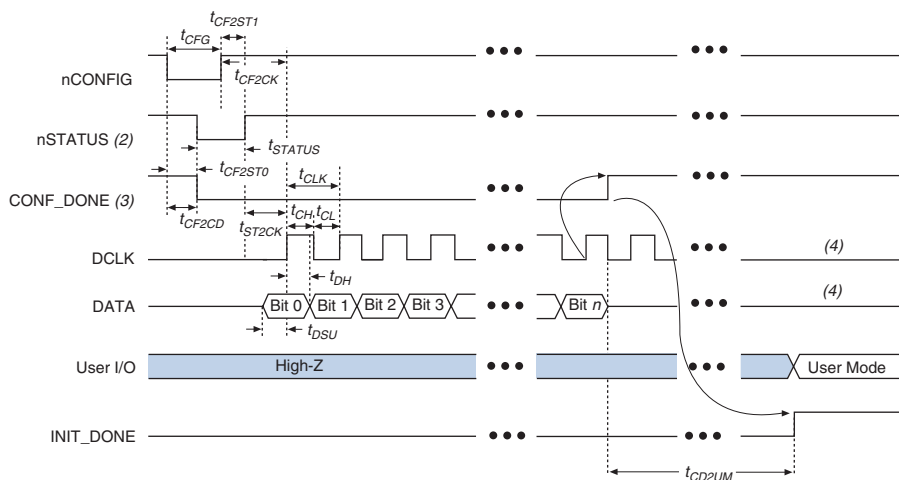 tCF2ST1
tCFG
nCONFIG
tCF2CK
nSTATUS (2)
tSTATUS
tCF2ST0
tCLK
CONF_DONE (3)
tCF2CD
tST2CK
tCH
tCL
DCLK
(4)
tDH
DATA
Bit 0
Bit 1
Bit 2
Bit 3
Bit n
(4)
tDSU
User I/O
High-Z
User Mode
INIT_DONE
tCD2UM